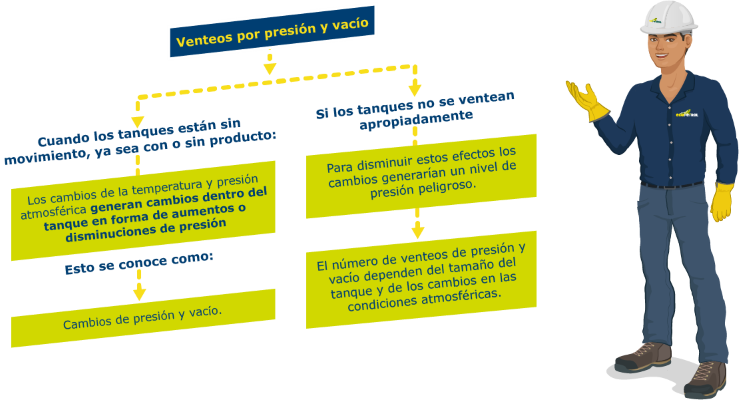 Venteos por presión y vacío
Cuando los tanques están sin
movimiento, ya sea con o sin producto:
Los cambios de la temperatura y presión
atmosférica generan cambios dentro del
tanque en forma de aumentos o
disminuciones de presión
Esto se conoce como:
Cambios de presión y vacío.
Si los tanques no se ventean
apropiadamente
Para disminuir estos efectos los
cambios generarían un nivel de
presión peligroso.
El número de venteos de presión y
vacío dependen del tamaño del
tanque y de los cambios en las
condiciones atmosféricas.